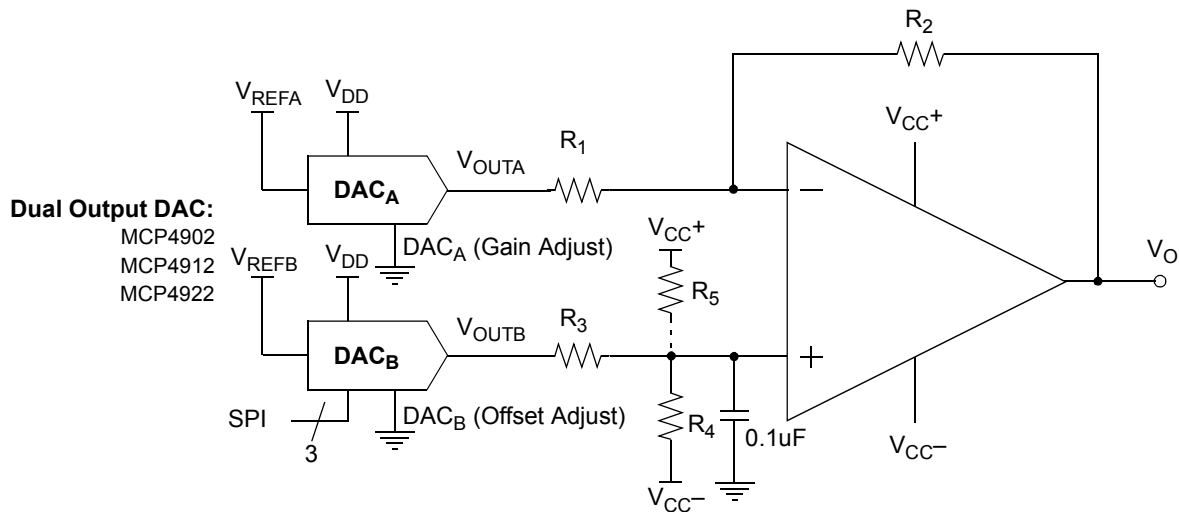 R2
VREFA
VDD
VOUTA
R1
VCC+
DACA
Dual Output DAC:
MCP4902
MCP4912
MCP4922
DACA (Gain Adjust)
VCC+
VREFB
VDD
R5
VO
VOUTB
R3
DACB
SPI
3
DACB (Offset Adjust)
R4
0.1uF
VCC–
VCC–